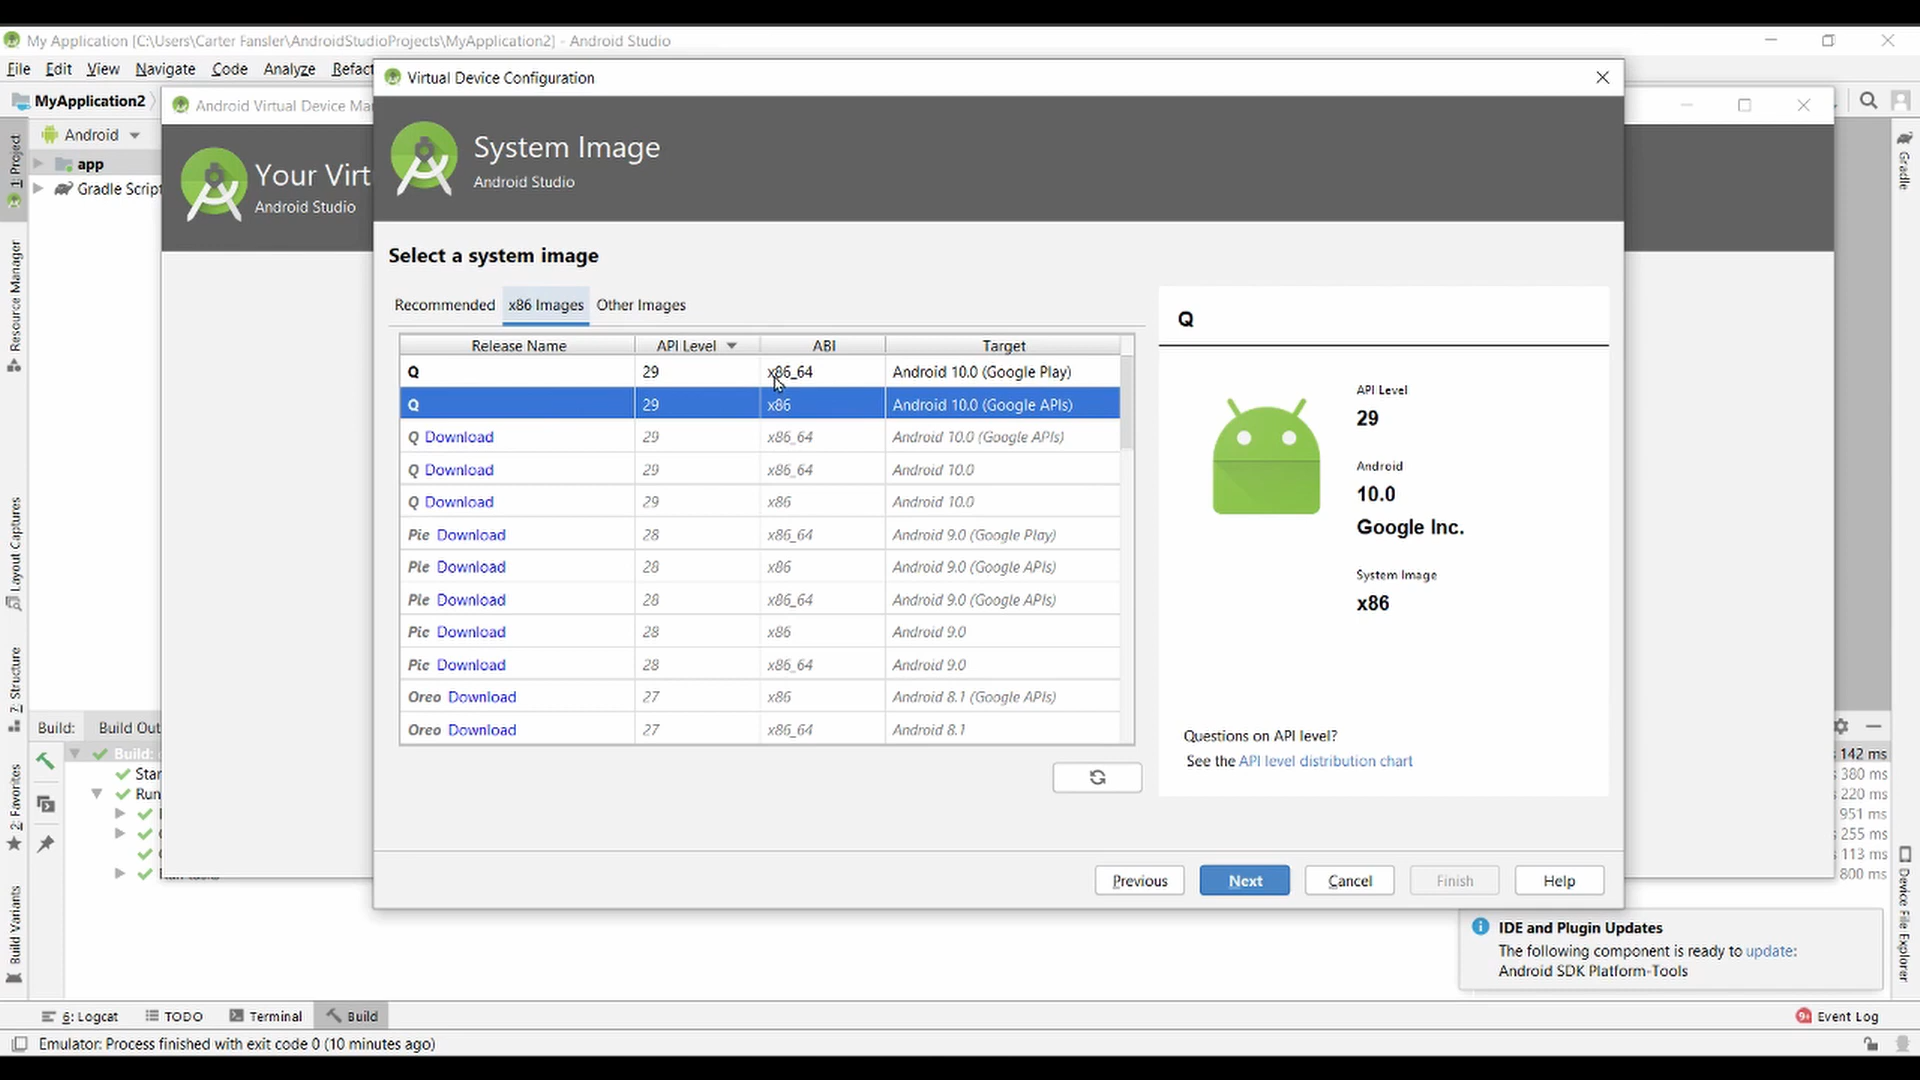 My Application [C:\Users\Carter Fansler\AndroidStudioProjects\MyApplication2] - Android Studio
File Edit View Navigate Code Analyze Refact
MyApplication2
Android
app
Gradle Script
1: Project
Resource Manager
Layout Captures
7: Structure
2: Favorites
Build Variants
Android Virtual Device Ma
Your Virt
Android Studio
Virtual Device Configuration
System Image
Android Studio
Select a system image
Recommended x86 Images Other Images
Release Name API Level ABI Target
Q 29 x86_64 Android 10.0 (Google Play)
Q 29 x86 Android 10.0 (Google APIs)
Q Download 29 x86_64 Android 10.0 (Google APIs)
Q Download 29 x86_64 Android 10.0
Q Download 29 x86 Android 10.0
Pie Download 28 x86_64 Android 9.0 (Google Play)
Pie Download 28 x86 Android 9.0 (Google APIs)
Pie Download 28 x86_64 Android 9.0 (Google APIs)
Pie Download 28 x86 Android 9.0
Pie Download 28 x86_64 Android 9.0
Oreo Download 27 x86 Android 8.1 (Google APIs)
Oreo Download 27 x86_64 Android 8.1
Q
API Level
29
Android
10.0
Google Inc.
System Image
x86
Questions on API level?
See the API level distribution chart
Previous Next Cancel Finish Help
Gradle
Device File Explorer
Build: Build Out
Build:
Star
Run
142 ms
380 ms
220 ms
951 ms
255 ms
113 ms
800 ms
IDE and Plugin Updates
The following component is ready to update:
Android SDK Platform-Tools
6: Logcat TODO Terminal Build
9+ Event Log
Emulator: Process finished with exit code 0 (10 minutes ago)